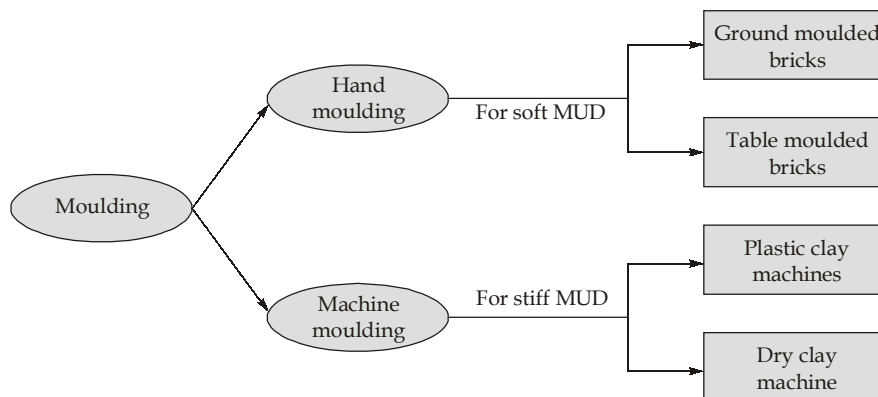 Moulding
Hand
moulding
For soft MUD
Ground moulded
bricks
Table moulded
bricks
Machine
moulding
For stiff MUD
Plastic clay
machines
Dry clay
machine